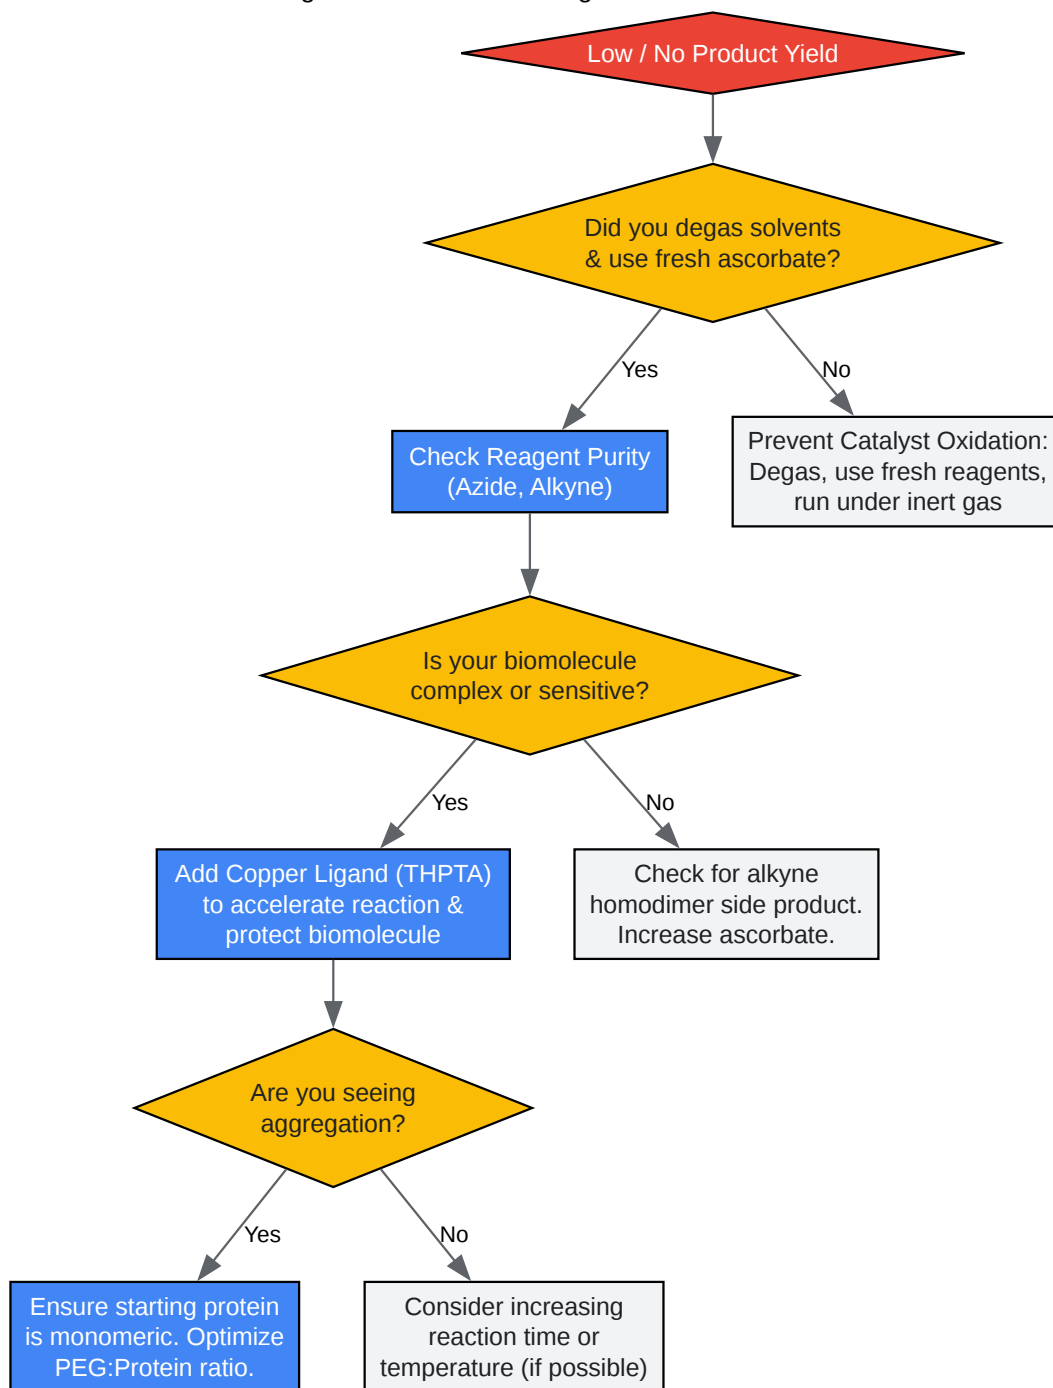 Low / No Product Yield
Did you degas solvents
& use fresh ascorbate?
Yes
No
Check Reagent Purity
(Azide, Alkyne)
Prevent Catalyst Oxidation:
Degas, use fresh reagents,
run under inert gas
Is your biomolecule
complex or sensitive?
Yes
No
Add Copper Ligand (THPTA)
to accelerate reaction &
protect biomolecule
Check for alkyne
homodimer side product.
Increase ascorbate.
Are you seeing
aggregation?
Yes
No
Ensure starting protein
is monomeric. Optimize
PEG:Protein ratio.
Consider increasing
reaction time or
temperature (if possible)